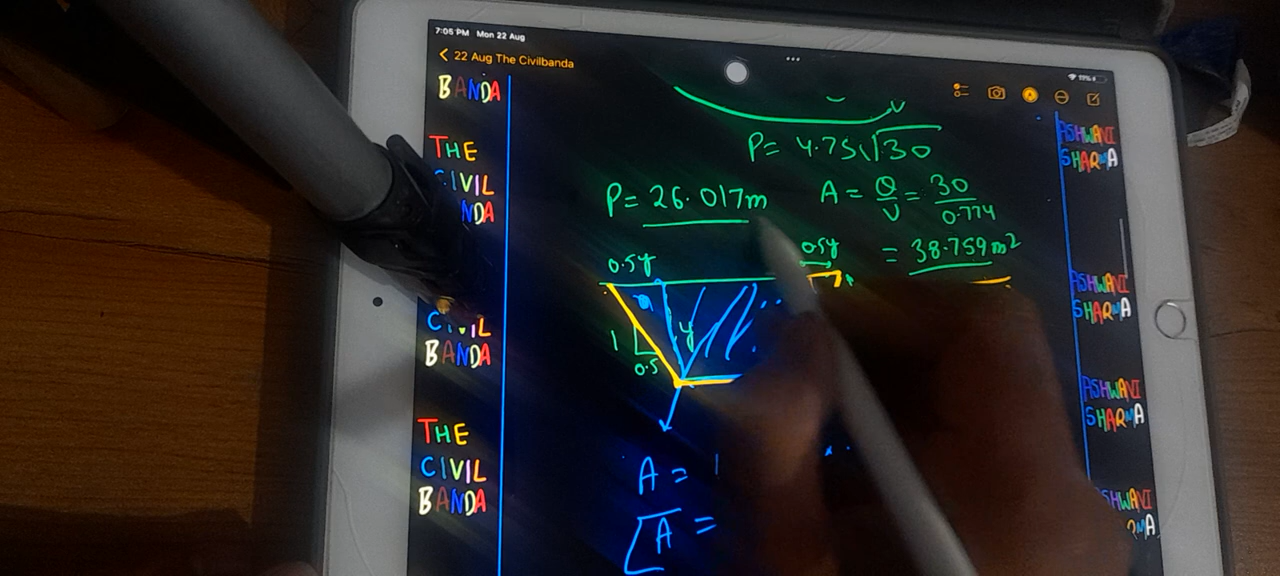 7:05 PM Mon 22 Aug
22 Aug The Civilbanda
BANDA
THE
CIVIL
BANDA
CIVIL
BANDA
THE
CIVIL
BANDA
P = 4.75√30
P = 26.017m
A = Q/V = 30/0.774
= 38.759 m²
0.5y
0.5y
1
0.5
y
A =
A =
ASHWANI
SHARMA
ASHWANI
SHARMA
ASHWANI
SHARMA